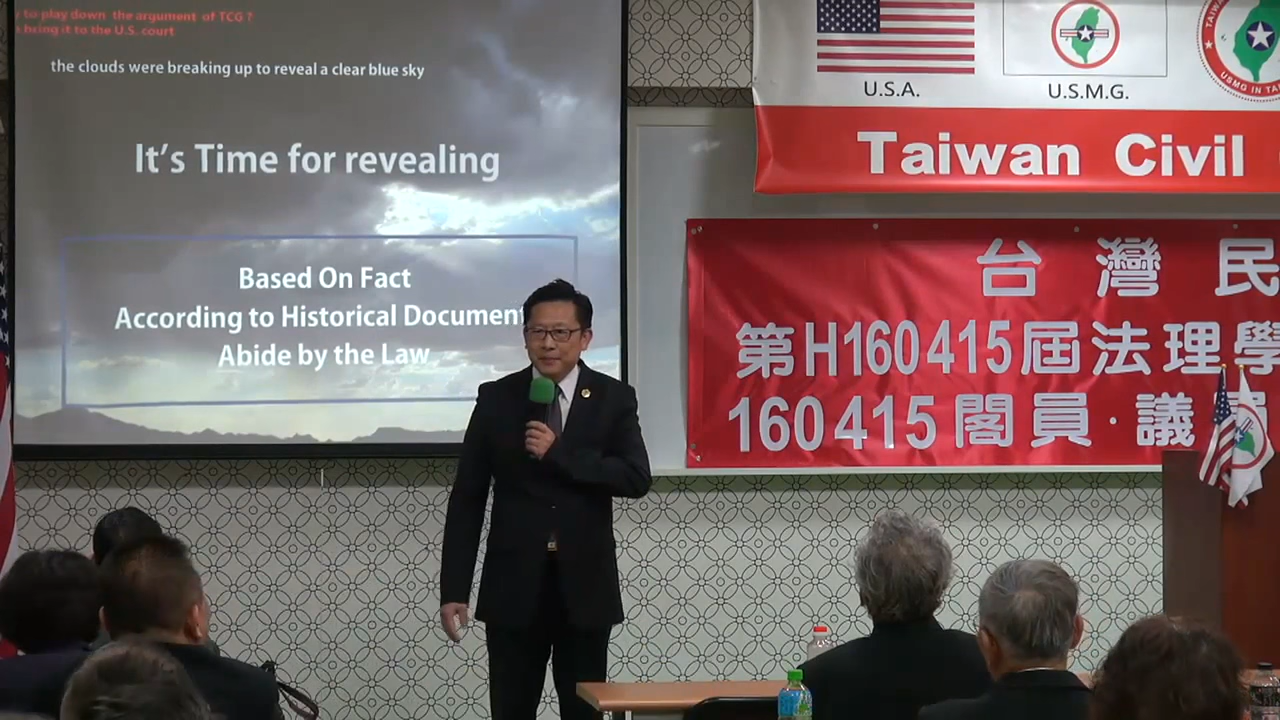 to play down the argument of TCG ?
bring it to the U.S. court
the clouds were breaking up to reveal a clear blue sky
It's Time for revealing
Based On Fact
According to Historical Document
Abide by the Law
U.S.A.
U.S.M.G.
Taiwan Civil
台灣民
第H160415屆法理學
160415閣員·議